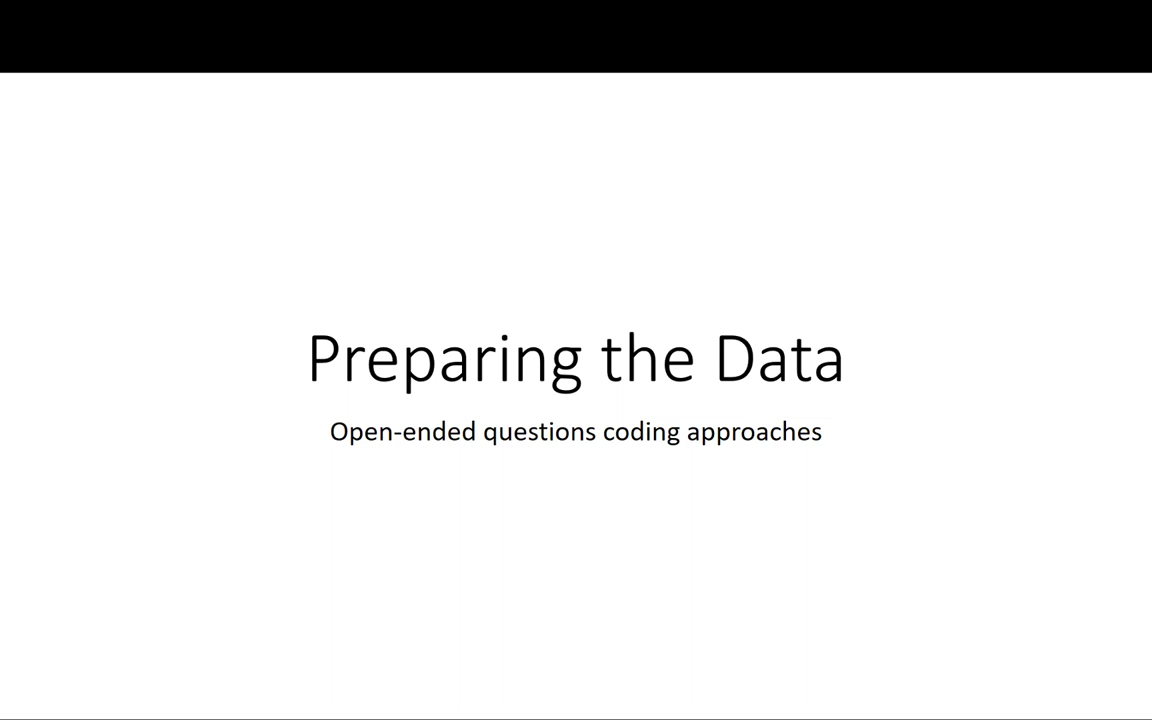 Preparing the Data
Open-ended questions coding approaches